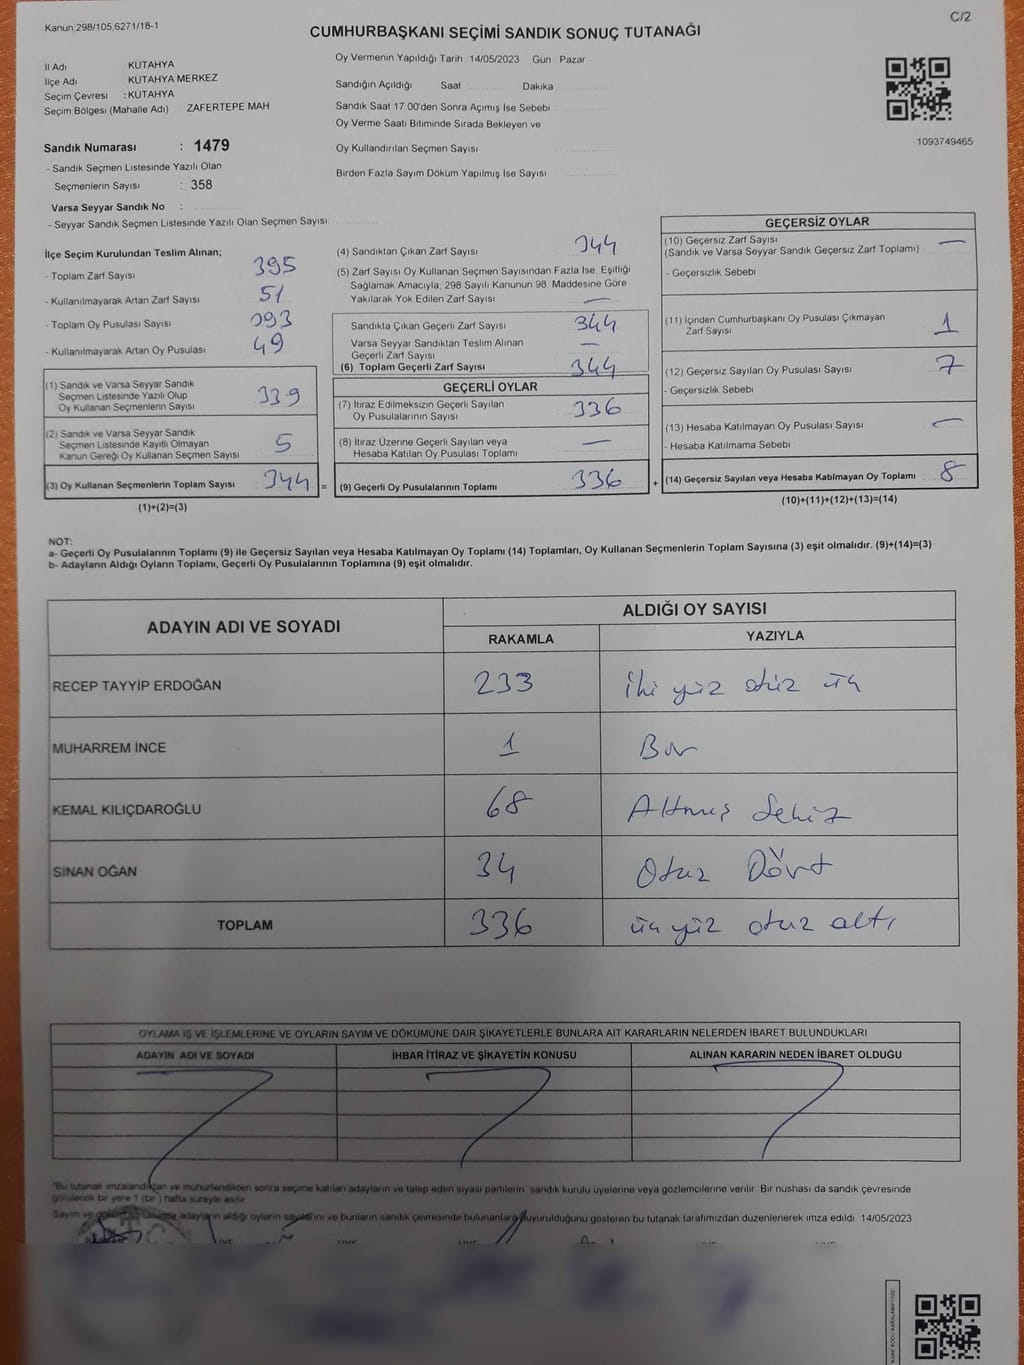 Kanun,298/105,6271/18-1
C/2
CUMHURBAŞKANI SEÇİMİ SANDIK SONUÇ TUTANAĞI
İl Adı KÜTAHYA
İlçe Adı : KÜTAHYA MERKEZ
Seçim Çevresi : KÜTAHYA
Seçim Bölgesi (Mahalle Adı) : ZAFERTEPE MAH
Oy Vermenin Yapıldığı Tarih 14/05/2023 Gün : Pazar
Sandığın Açıldığı Saat Dakika
Sandık Saat 17 00'den Sonra Açımış İse Sebebi
Oy Verme Saati Bitiminde Sırada Bekleyen ve
Oy Kullandırılan Seçmen Sayısı
Birden Fazla Sayım Döküm Yapılmış İse Sayısı
1093749465
Sandık Numarası : 1479
- Sandık Seçmen Listesinde Yazılı Olan
Seçmenlerin Sayısı : 358
Varsa Seyyar Sandık No :
- Seyyar Sandık Seçmen Listesinde Yazılı Olan Seçmen Sayısı:
İlçe Seçim Kurulundan Teslim Alınan;
- Toplam Zarf Sayısı 395
- Kullanılmayarak Artan Zarf Sayısı 51
- Toplam Oy Pusulası Sayısı 393
- Kullanılmayarak Artan Oy Pusulası 49
(1) Sandık ve Varsa Seyyar Sandık
Seçmen Listesinde Yazılı Olup
Oy Kullanan Seçmenlerin Sayısı 339
(2) Sandık ve Varsa Seyyar Sandık
Seçmen Listesinde Kayıtlı Olmayan
Kanun Gereği Oy Kullanan Seçmen Sayısı 5
(3) Oy Kullanan Seçmenlerin Toplam Sayısı 344 =
(1)+(2)=(3)
(4) Sandıktan Çıkan Zarf Sayısı 344
(5) Zarf Sayısı Oy Kullanan Seçmen Sayısından Fazla İse, Eşitliği
Sağlamak Amacıyla, 298 Sayılı Kanunun 98. Maddesine Göre
Yakılarak Yok Edilen Zarf Sayısı —
Sandıkta Çıkan Geçerli Zarf Sayısı 344
Varsa Seyyar Sandıktan Teslim Alınan
Geçerli Zarf Sayısı —
(6) Toplam Geçerli Zarf Sayısı 344
GEÇERLİ OYLAR
(7) İtiraz Edilmeksizin Geçerli Sayılan
Oy Pusulalarının Sayısı 336
(8) İtiraz Üzerine Geçerli Sayılan veya
Hesaba Katılan Oy Pusulası Toplamı —
(9) Geçerli Oy Pusulalarının Toplamı 336 +
GEÇERSİZ OYLAR
(10) Geçersiz Zarf Sayısı —
(Sandık ve Varsa Seyyar Sandık Geçersiz Zarf Toplamı)
- Geçersizlik Sebebi
(11) İçinden Cumhurbaşkanı Oy Pusulası Çıkmayan
Zarf Sayısı 1
(12) Geçersiz Sayılan Oy Pusulası Sayısı 7
- Geçersizlik Sebebi
(13) Hesaba Katılmayan Oy Pusulası Sayısı —
- Hesaba Katılmama Sebebi
(14) Geçersiz Sayılan veya Hesaba Katılmayan Oy Toplamı 8
(10)+(11)+(12)+(13)=(14)
NOT:
a- Geçerli Oy Pusulalarının Toplamı (9) ile Geçersiz Sayılan veya Hesaba Katılmayan Oy Toplamı (14) Toplamları, Oy Kullanan Seçmenlerin Toplam Sayısına (3) eşit olmalıdır. (9)+(14)=(3)
b- Adayların Aldığı Oyların Toplamı, Geçerli Oy Pusulalarının Toplamına (9) eşit olmalıdır.
ADAYIN ADI VE SOYADI
ALDIĞI OY SAYISI
RAKAMLA YAZIYLA
RECEP TAYYİP ERDOĞAN 233 iki yüz otuz üç
MUHARREM İNCE 1 Bir
KEMAL KILIÇDAROĞLU 68 Altmış Sekiz
SİNAN OĞAN 34 Otuz Dört
TOPLAM 336 üç yüz otuz altı
OYLAMA İŞ VE İŞLEMLERİNE VE OYLARIN SAYIM VE DÖKÜMÜNE DAİR ŞİKAYETLERLE BUNLARA AİT KARARLARIN NELERDEN İBARET BULUNDUKLARI
ADAYIN ADI VE SOYADI İHBAR İTİRAZ VE ŞİKAYETİN KONUSU ALINAN KARARIN NEDEN İBARET OLDUĞU
"Bu tutanak imzalandıktan ve mühürlendikten sonra seçime katılan adayların ve talep eden siyasi partilerin sandık kurulu üyelerine veya gözlemcilerine verilir. Bir nüshası da sandık çevresinde
görülecek bir yere 1 (bir) hafta süreyle asılır.
Sayım ve döküm sonucunda adayların aldığı oyların sayılarını ve bunların sandık çevresinde bulunanlara duyurulduğunu gösteren bu tutanak tarafımızdan düzenlenerek imza edildi. 14/05/2023